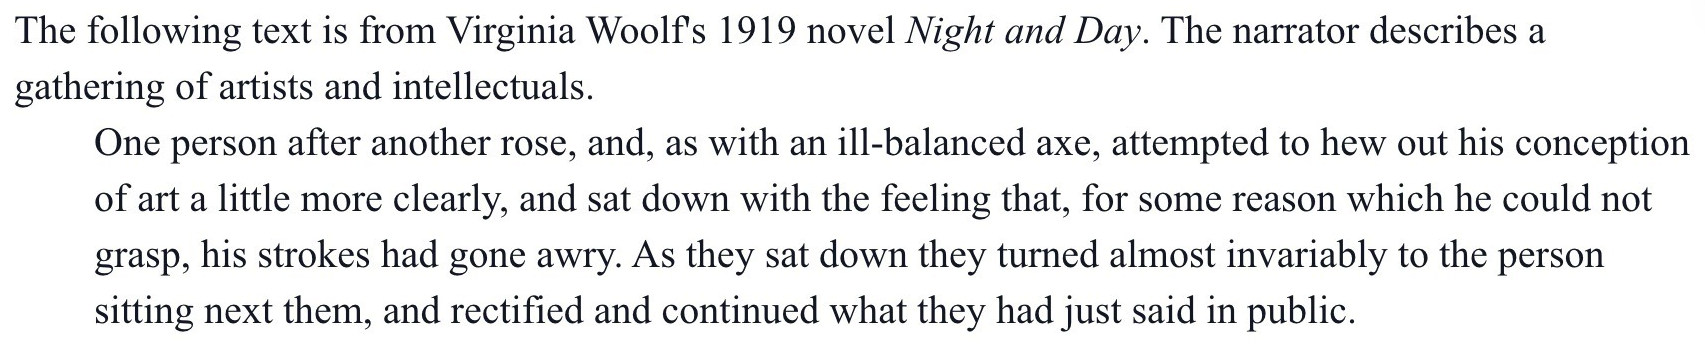 The following text is from Virginia Woolf's 1919 novel Night and Day. The narrator describes a
gathering of artists and intellectuals.
One person after another rose, and, as with an ill-balanced axe, attempted to hew out his conception
of art a little more clearly, and sat down with the feeling that, for some reason which he could not
grasp, his strokes had gone awry. As they sat down they turned almost invariably to the person
sitting next them, and rectified and continued what they had just said in public.